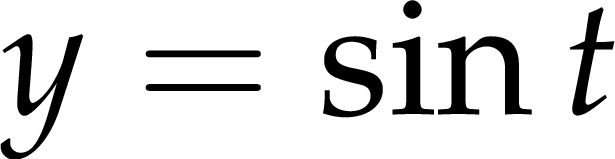 y = sin t